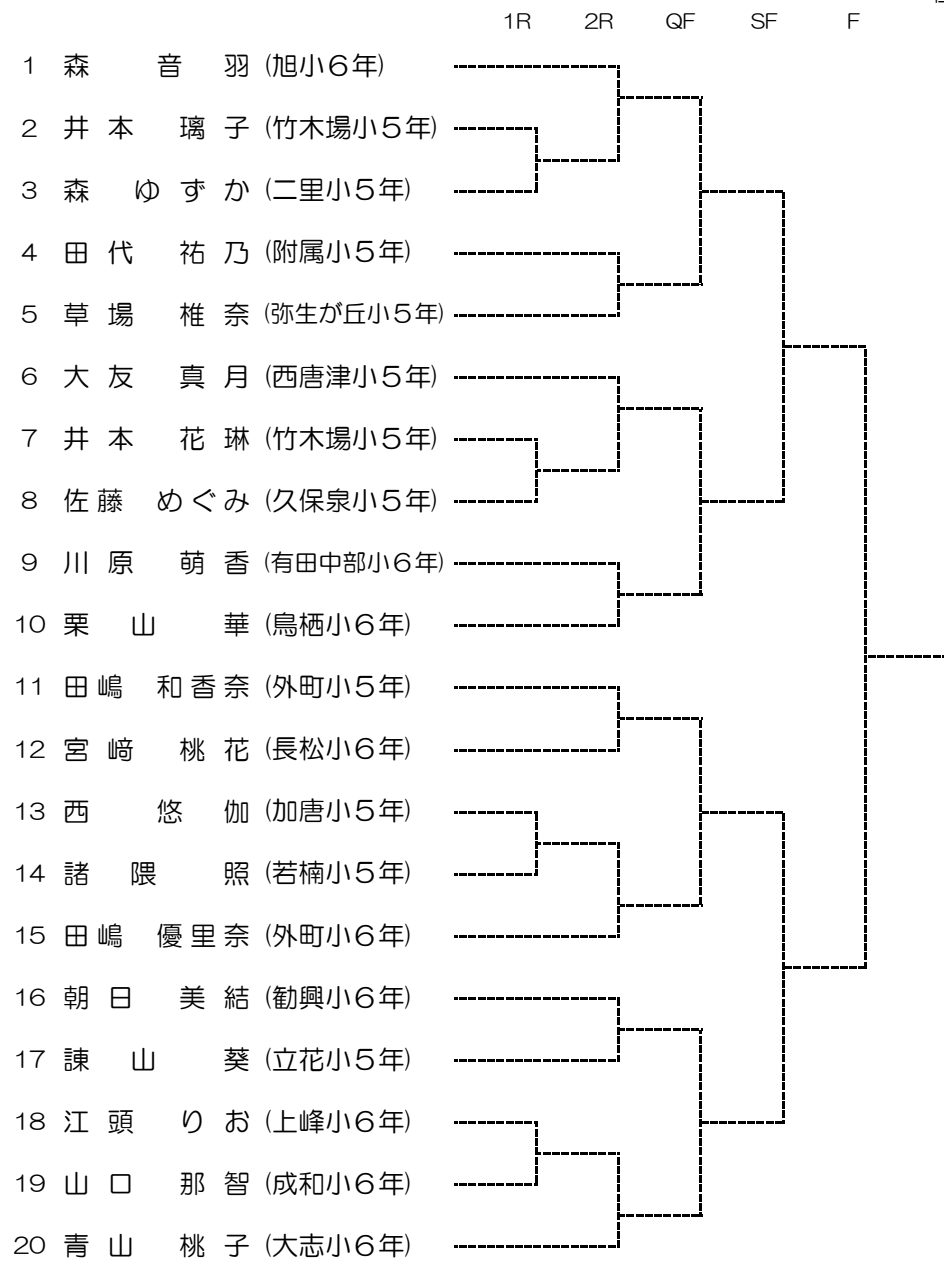 1R 2R QF SF F
1 森 音 羽 (旭小6年)
2 井 本 璃 子 (竹木場小5年)
3 森 ゆ ず か (二里小5年)
4 田 代 祐 乃 (附属小5年)
5 草 場 椎 奈 (弥生が丘小5年)
6 大 友 真 月 (西唐津小5年)
7 井 本 花 琳 (竹木場小5年)
8 佐 藤 め ぐ み (久保泉小5年)
9 川 原 萌 香 (有田中部小6年)
10 栗 山 華 (鳥栖小6年)
11 田 嶋 和 香 奈 (外町小5年)
12 宮 﨑 桃 花 (長松小6年)
13 西 悠 伽 (加唐小5年)
14 諸 隈 照 (若楠小5年)
15 田 嶋 優 里 奈 (外町小6年)
16 朝 日 美 結 (勧興小6年)
17 諌 山 葵 (立花小5年)
18 江 頭 り お (上峰小6年)
19 山 口 那 智 (成和小6年)
20 青 山 桃 子 (大志小6年)